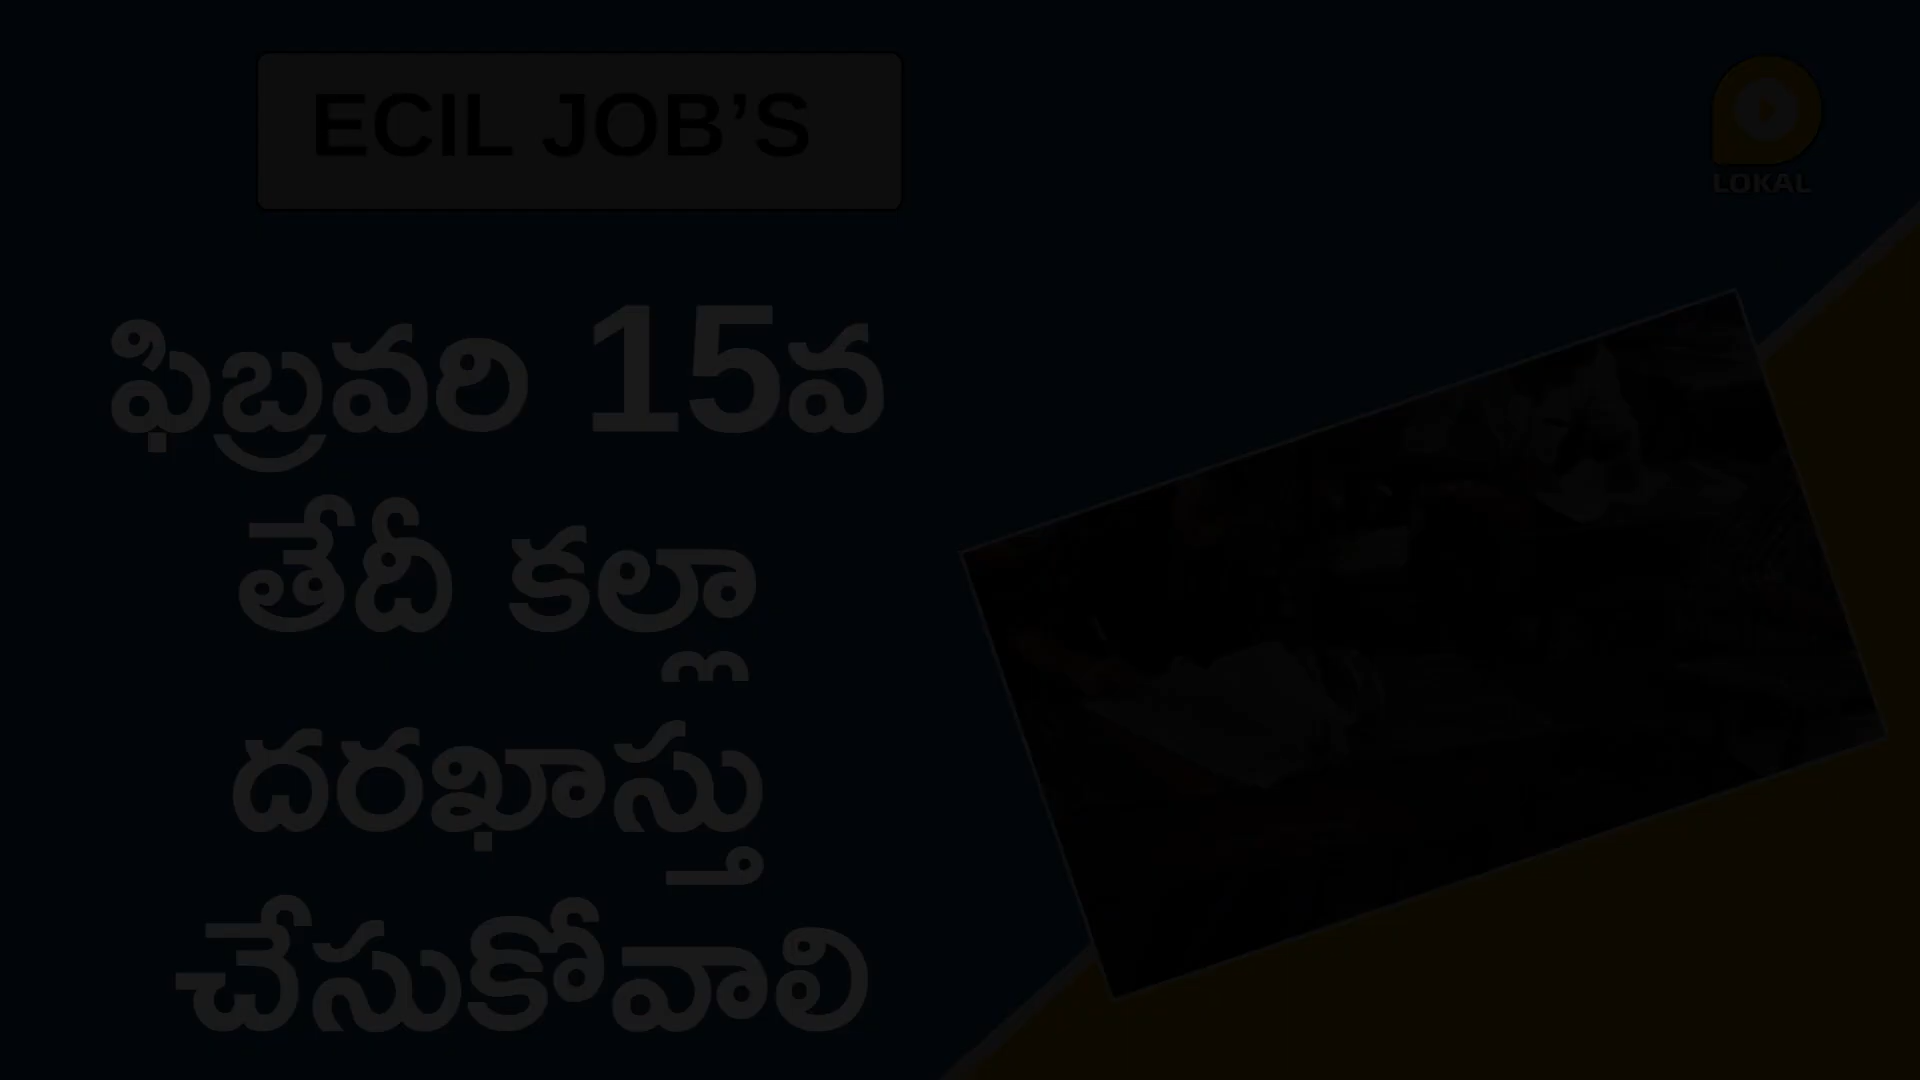 ECIL JOB’S
LOKAL
ఫిబ్రవరి 15వ
తేదీ కల్లా
దరఖాస్తు
చేసుకోవాలి